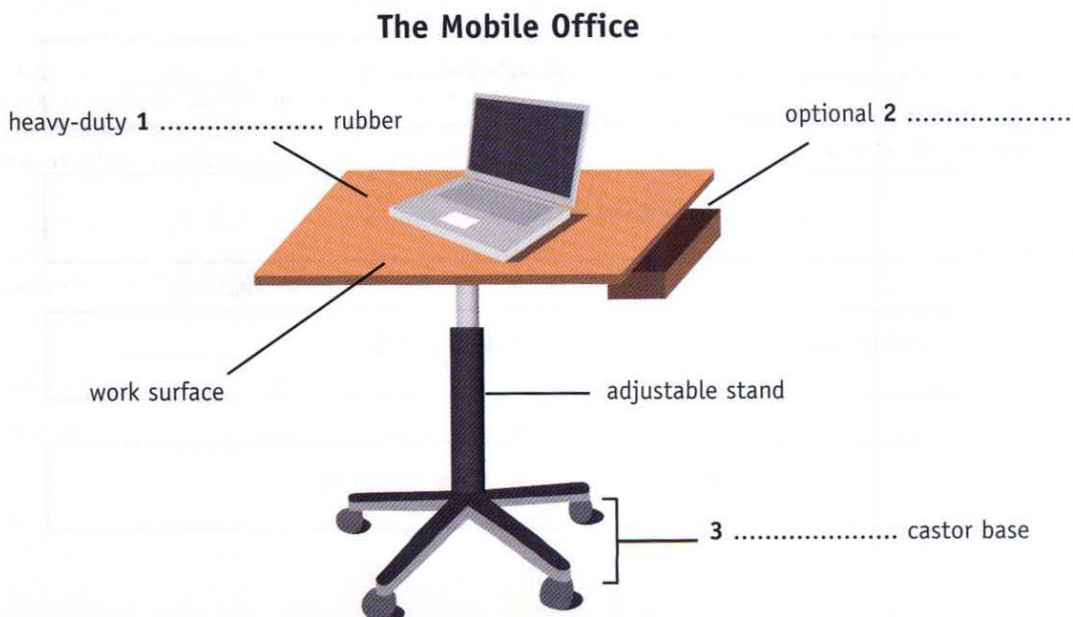 The Mobile Office
heavy-duty 1 ..................... rubber
optional 2 ......................
work surface
adjustable stand
3 ...................... castor base